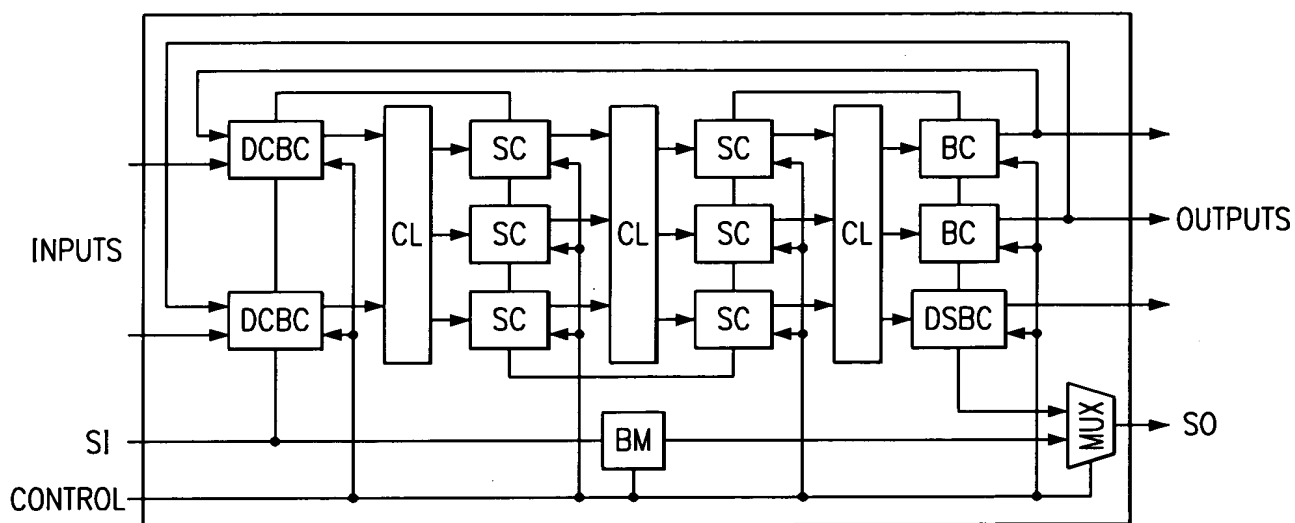 DCBC
SC
SC
BC
CL
SC
CL
SC
CL
BC
OUTPUTS
INPUTS
DCBC
SC
SC
DSBC
SI
BM
MUX
SO
CONTROL